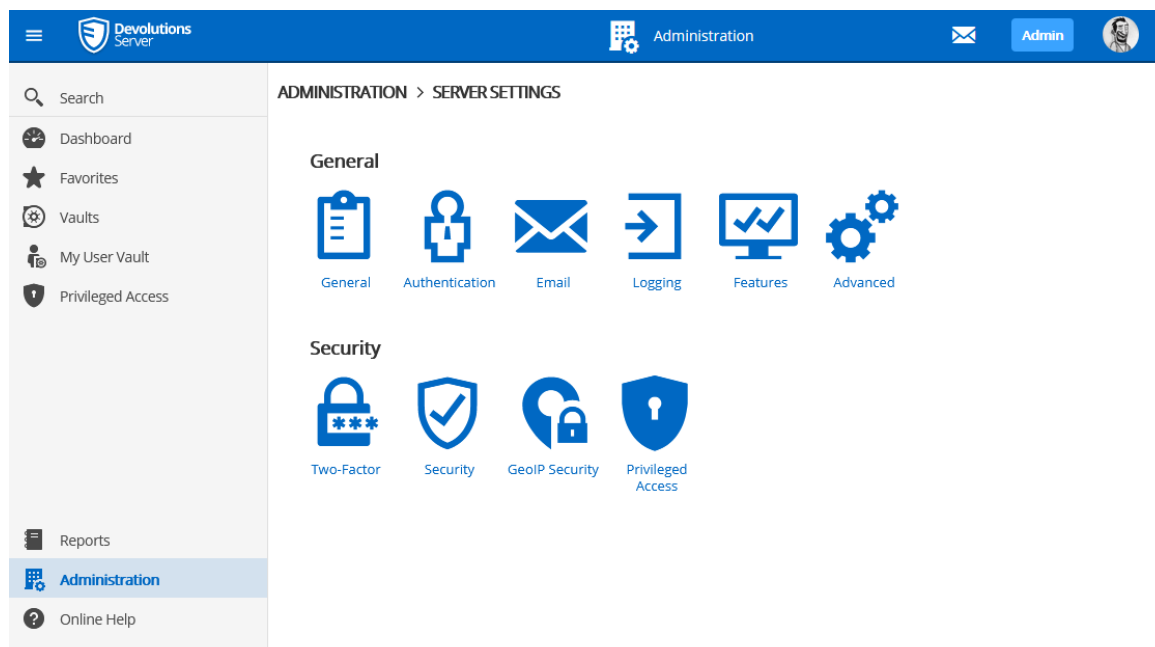 Devolutions
Server
Administration
Admin
Search
Dashboard
Favorites
Vaults
My User Vault
Privileged Access
Reports
Administration
Online Help
ADMINISTRATION > SERVER SETTINGS
General
General
Authentication
Email
Logging
Features
Advanced
Security
***
Two-Factor
Security
GeoIP Security
Privileged
Access